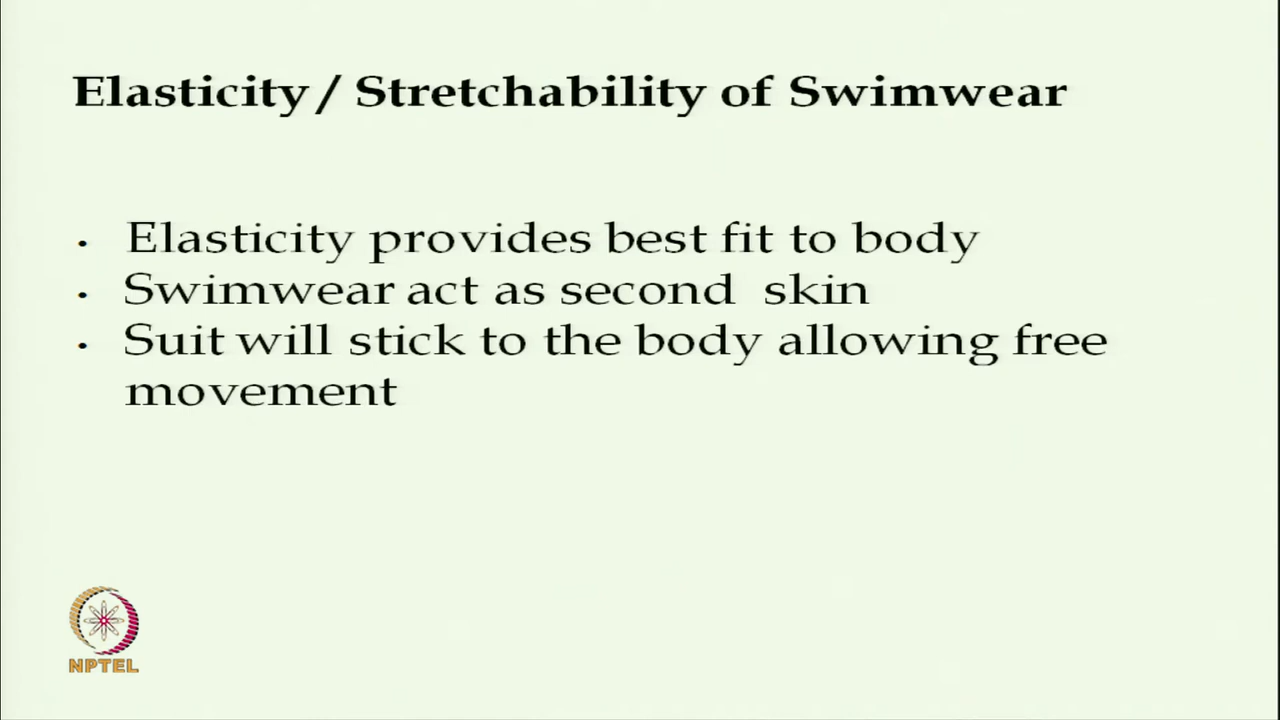 Elasticity / Stretchability of Swimwear
• Elasticity provides best fit to body
• Swimwear act as second skin
• Suit will stick to the body allowing free
movement
NPTEL